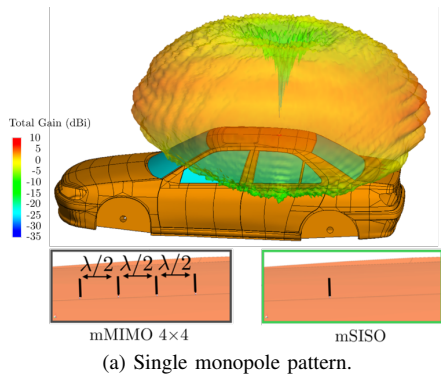 Total Gain (dBi)
10
5
0
-5
-10
-15
-20
-25
-30
-35
λ/2 λ/2 λ/2
mMIMO 4×4
mSISO
(a) Single monopole pattern.